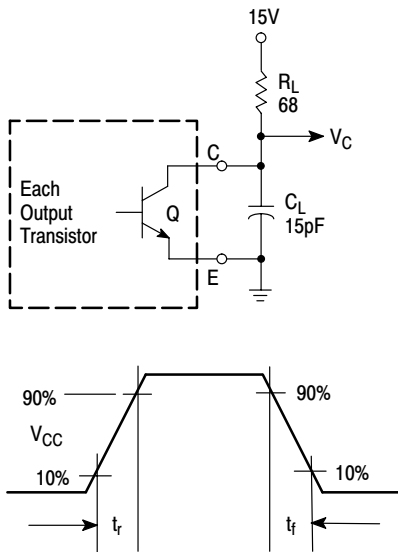 15V
R_L
68
C
V_C
Each
Output
Transistor
Q
C_L
15pF
E
90%
90%
V_CC
10%
10%
t_r
t_f